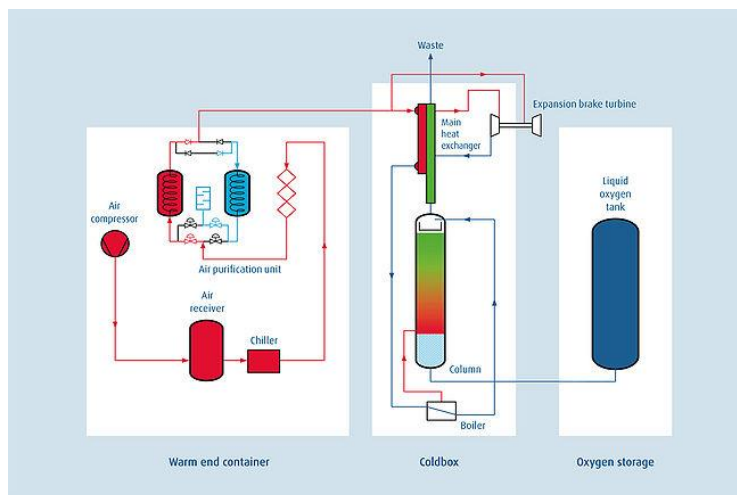 Waste
Expansion brake turbine
Main
heat
exchanger
Liquid
oxygen
tank
Air
compressor
Air purification unit
Air
receiver
Chiller
Column
Boiler
Warm end container
Coldbox
Oxygen storage